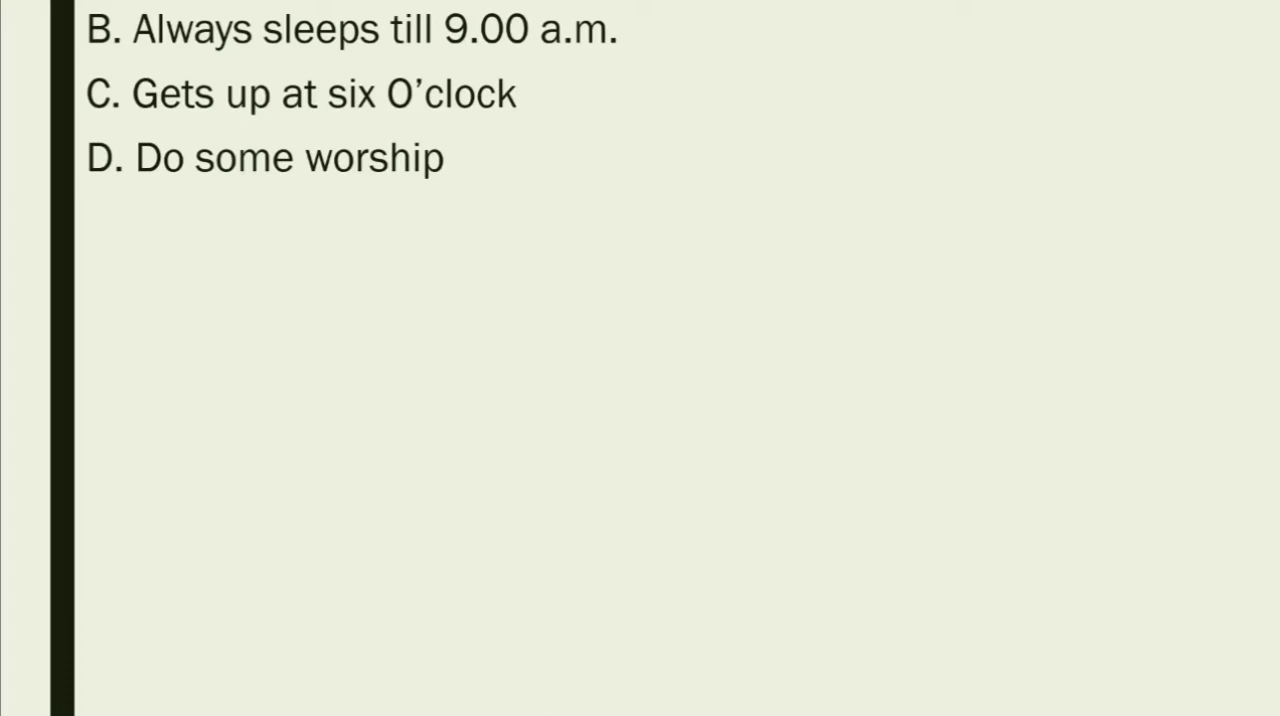 B. Always sleeps till 9.00 a.m.
C. Gets up at six O’clock
D. Do some worship